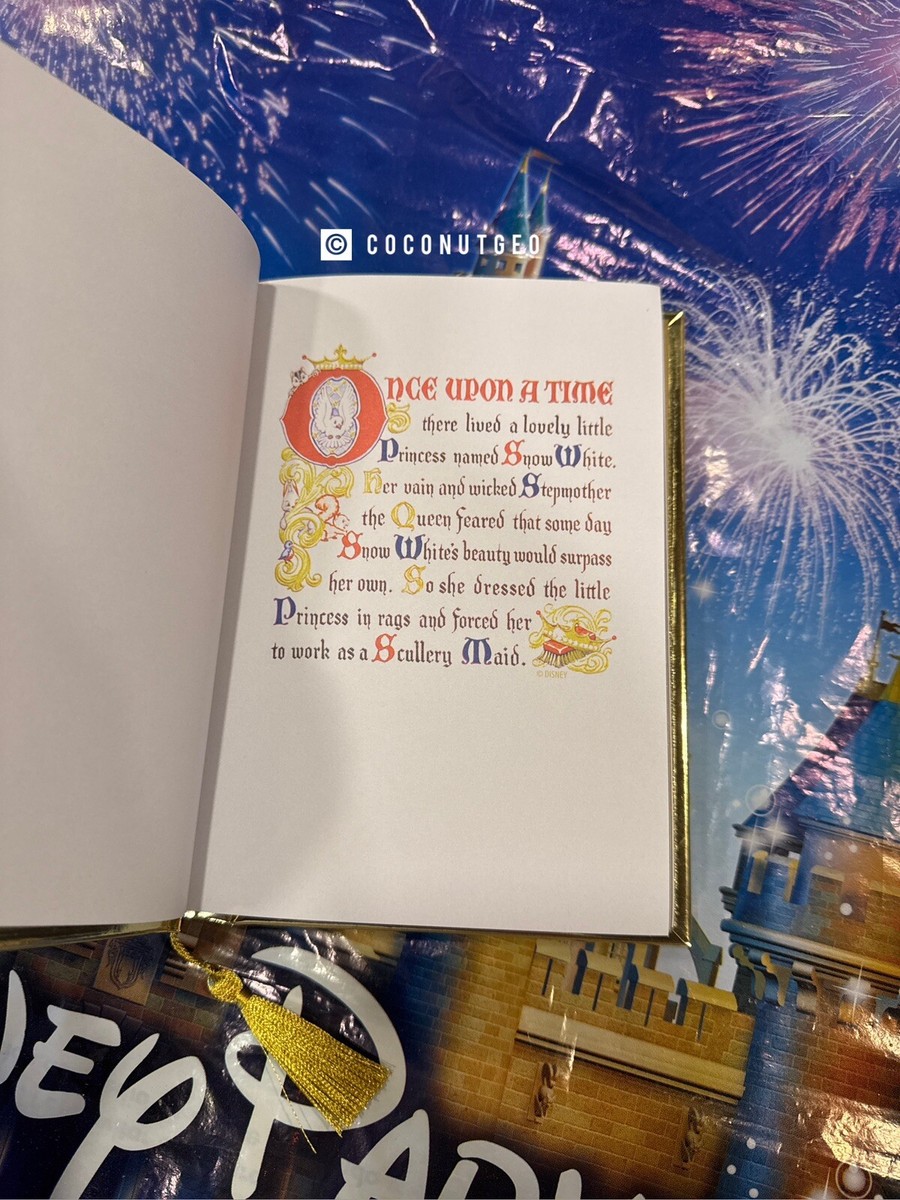 © COCONUTGEO
ONCE UPON A TIME
there lived a lovely little
Princess named Snow White.
Her vain and wicked Stepmother
the Queen feared that some day
Snow White's beauty would surpass
her own. So she dressed the little
Princess in rags and forced her
to work as a Scullery Maid.
© DISNEY